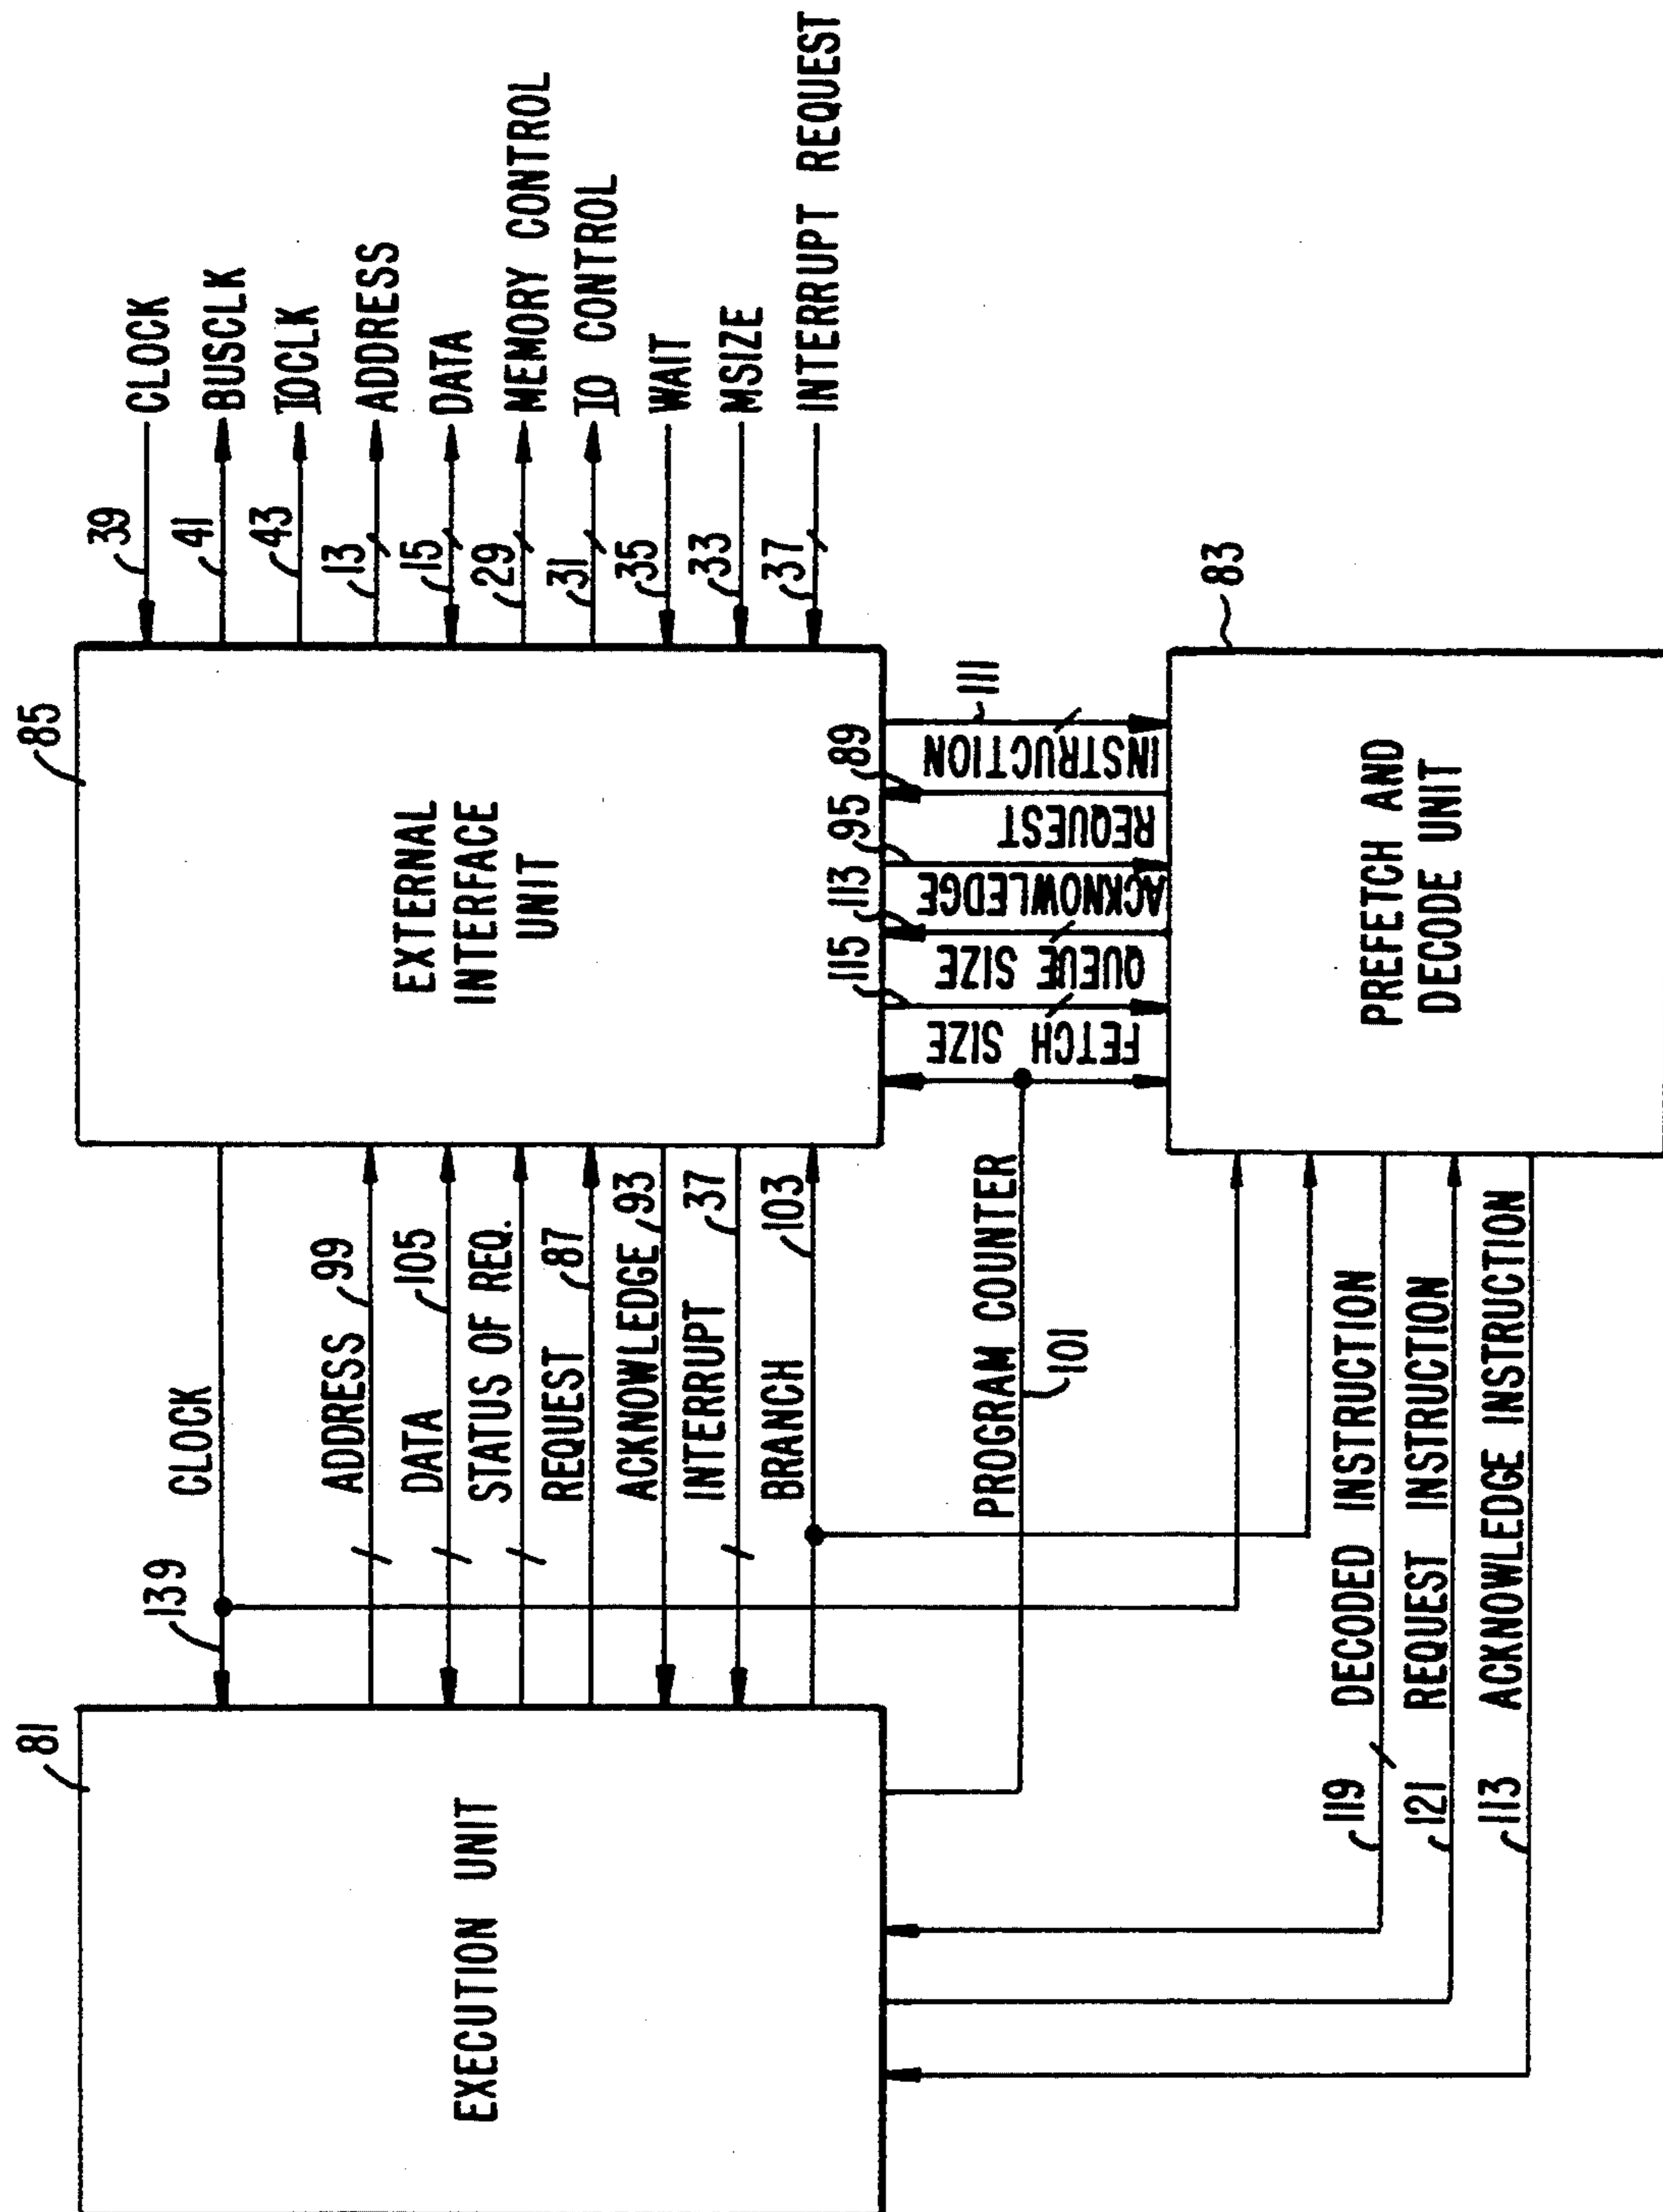 81
EXECUTION UNIT
85
EXTERNAL
INTERFACE
UNIT
83
PREFETCH AND
DECODE UNIT
139
CLOCK
ADDRESS 99
DATA 105
STATUS OF REQ.
REQUEST 87
ACKNOWLEDGE 93
INTERRUPT 37
BRANCH 103
PROGRAM COUNTER
101
39 CLOCK
41 BUSCLK
43 IOCLK
13 ADDRESS
15 DATA
29 MEMORY CONTROL
31 IO CONTROL
35 WAIT
33 MSIZE
37 INTERRUPT REQUEST
115 FETCH SIZE
113 QUEUE SIZE
95 ACKNOWLEDGE
89 REQUEST
111 INSTRUCTION
119 DECODED INSTRUCTION
121 REQUEST INSTRUCTION
113 ACKNOWLEDGE INSTRUCTION